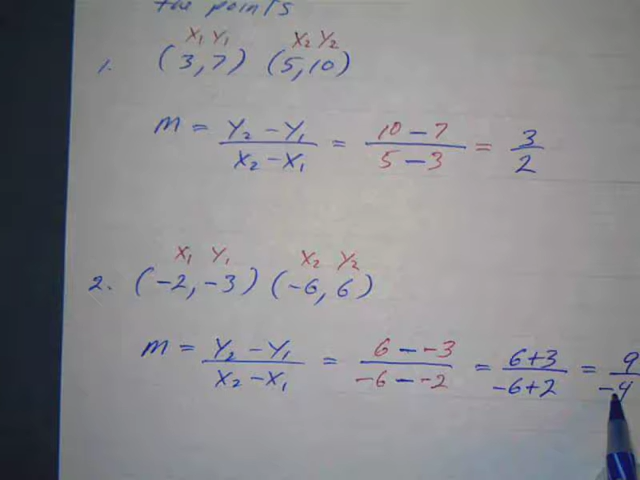 the points
X₁ Y₁ X₂ Y₂
1. (3,7) (5,10)
m = Y₂ - Y₁ / X₂ - X₁ = 10 - 7 / 5 - 3 = 3 / 2
X₁ Y₁ X₂ Y₂
2. (-2,-3) (-6,6)
m = Y₂ - Y₁ / X₂ - X₁ = 6 - -3 / -6 - -2 = 6+3 / -6+2 = 9 / -4